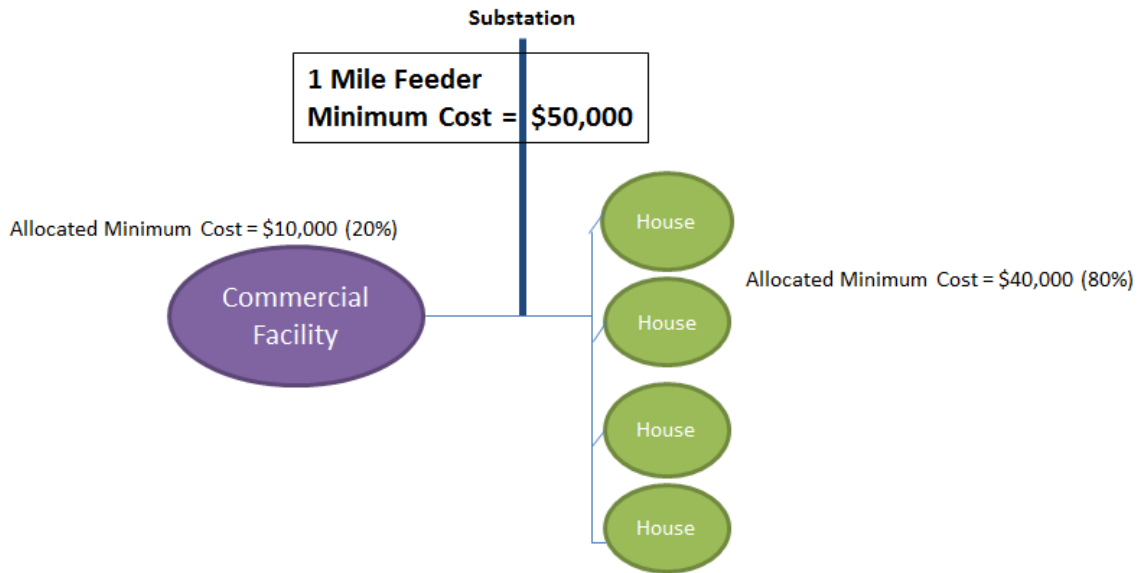 Substation
1 Mile Feeder
Minimum Cost = $50,000
Allocated Minimum Cost = $10,000 (20%)
Commercial
Facility
House
Allocated Minimum Cost = $40,000 (80%)
House
House
House